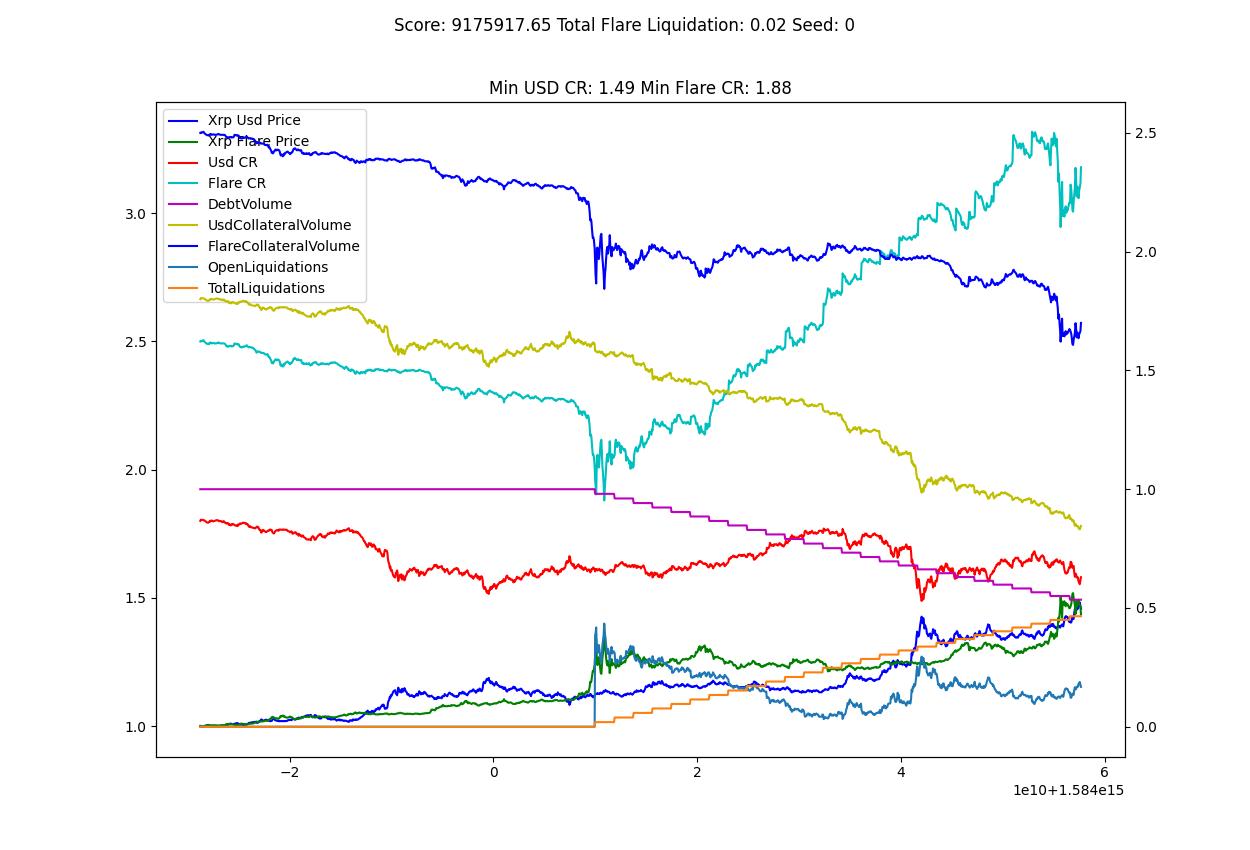 Score: 9175917.65 Total Flare Liquidation: 0.02 Seed: 0
Min USD CR: 1.49 Min Flare CR: 1.88
Xrp Usd Price
Xrp Flare Price
Usd CR
Flare CR
DebtVolume
UsdCollateralVolume
FlareCollateralVolume
OpenLiquidations
TotalLiquidations
3.0
2.5
2.0
1.5
1.0
2.5
2.0
1.5
1.0
0.5
0.0
−2
0
2
4
6
1e10+1.584e15